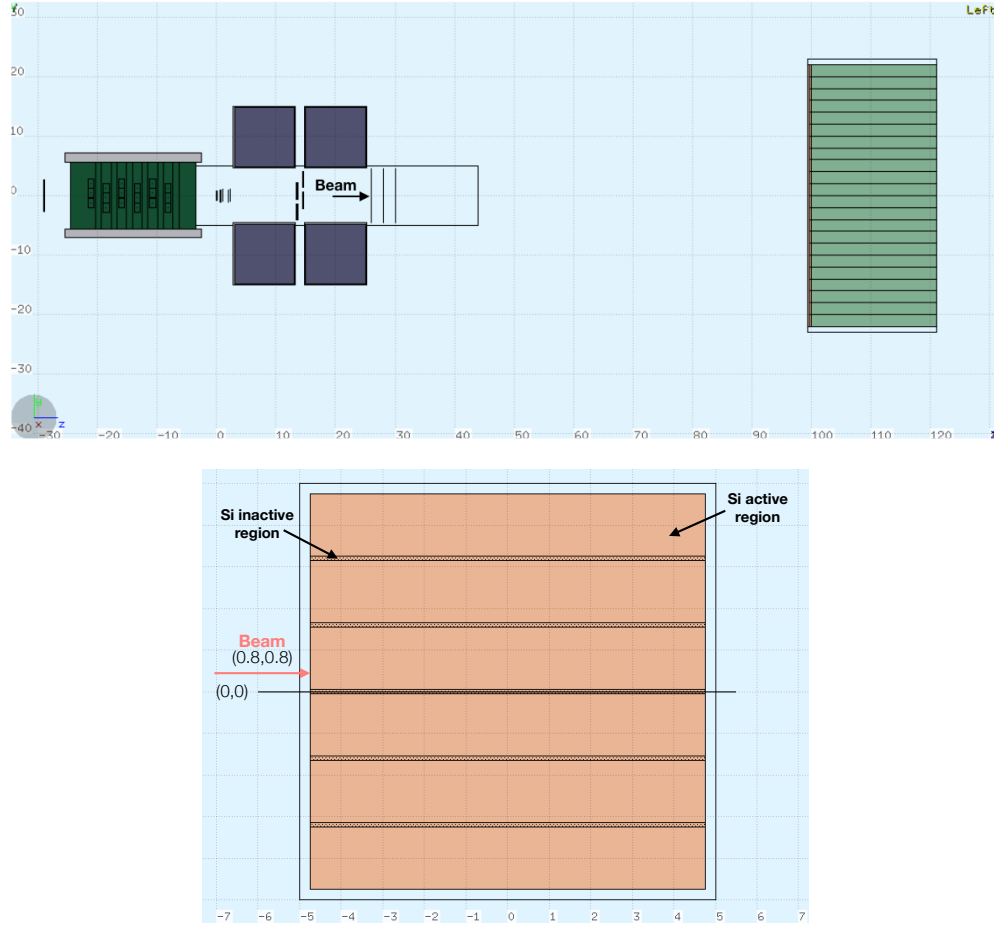 Left
20
10
0
-10
-20
-30
-40
Beam
y
x
z
-30 -20 -10 0 10 20 30 40 50 60 70 80 90 100 110 120
Si inactive
region
Si active
region
Beam
(0.8,0.8)
(0,0)
-7 -6 -5 -4 -3 -2 -1 0 1 2 3 4 5 6 7